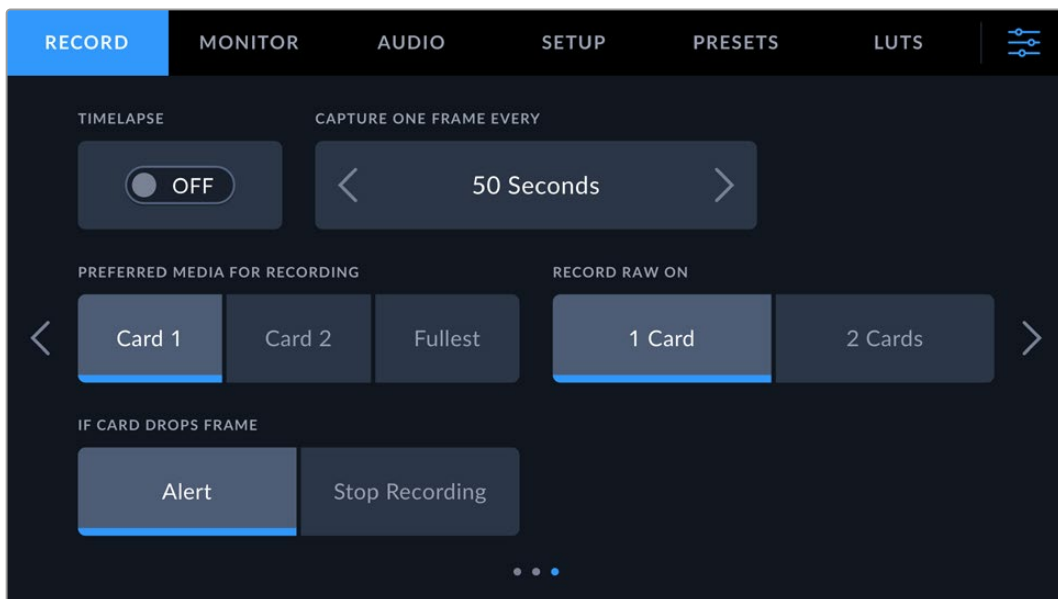 RECORD MONITOR AUDIO SETUP PRESETS LUTS
TIMELAPSE CAPTURE ONE FRAME EVERY
OFF 50 Seconds
PREFERRED MEDIA FOR RECORDING RECORD RAW ON
Card 1 Card 2 Fullest 1 Card 2 Cards
IF CARD DROPS FRAME
Alert Stop Recording